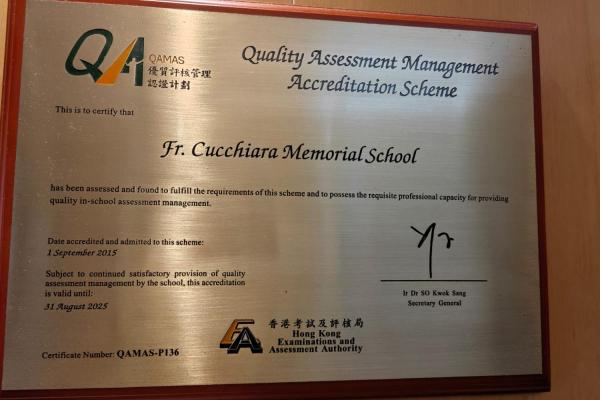 QA QAMAS
優質評核管理
認證計劃
Quality Assessment Management
Accreditation Scheme
This is to certify that
Fr. Cucchiara Memorial School
has been assessed and found to fulfill the requirements of this scheme and to possess the requisite professional capacity for providing
quality in-school assessment management.
Date accredited and admitted to this scheme:
1 September 2015
Subject to continued satisfactory provision of quality
assessment management by the school, this accreditation
is valid until:
31 August 2025
Certificate Number: QAMAS-P136
Ir Dr SO Kwok Sang
Secretary General
香港考試及評核局
Hong Kong
Examinations and
Assessment Authority